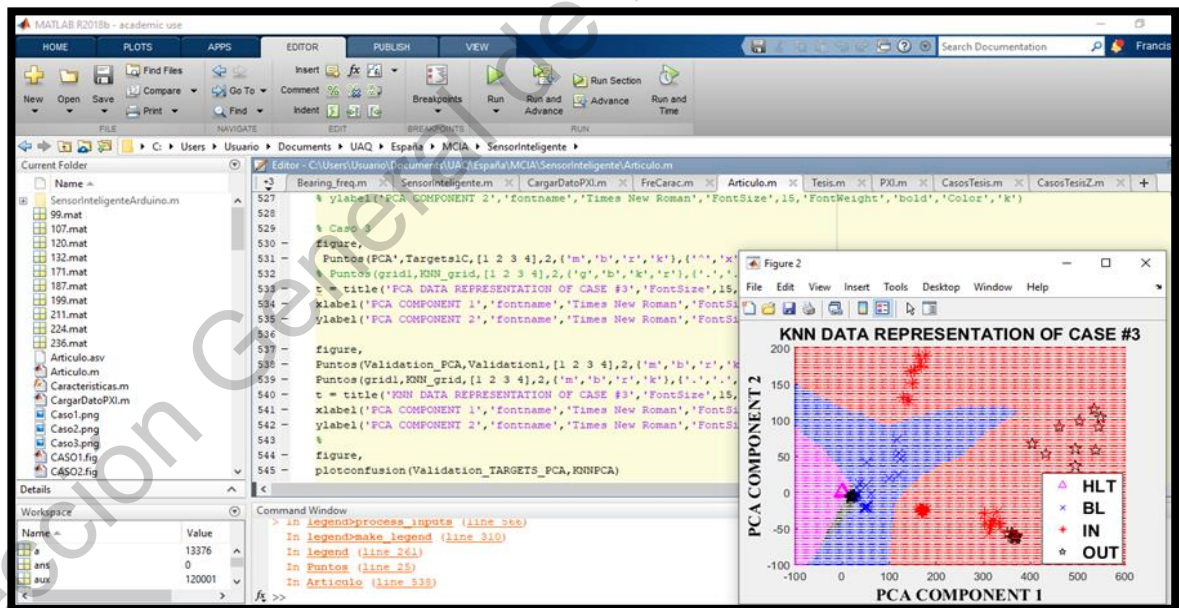 MATLAB R2018b - academic use
HOME PLOTS APPS EDITOR PUBLISH VIEW
Search Documentation
Francis
New Open Save Find Files Compare Print
Go To Find
Insert Comment Indent
Breakpoints
Run Run and Advance Run Section Advance Run and Time
FILE NAVIGATE EDIT BREAKPOINTS RUN
C: Users Usuario Documents UAQ España MCIA SensorInteligente
Current Folder
Name
SensorInteligenteArduino.m
99.mat
107.mat
120.mat
132.mat
171.mat
187.mat
199.mat
211.mat
224.mat
236.mat
Articulo.asv
Articulo.m
Caracteristicas.m
CargarDatoPXI.m
Caso1.png
Caso2.png
Caso3.png
CASO1.fig
CASO2.fig
Details
Workspace
Name Value
a 13376
ans 0
aux 120001
Editor - C:\Users\Usuario\Documents\UAQ\España\MCIA\SensorInteligente\Articulo.m
+3 Bearing_freq.m SensorInteligente.m CargarDatoPXI.m FreCarac.m Articulo.m Tesis.m PXI.m CasosTesis.m CasosTesisZ.m +
527 % ylabel('PCA COMPONENT 2','fontname','Times New Roman','FontSize',15,'FontWeight','bold','Color','k')
528
529 % Caso 3
530 - figure,
531 - Puntos(PCA',Targets1C,[1 2 3 4],2,{'m','b','r','k'},{'^','x'
532 % Puntos(grid1,KNN_grid,[1 2 3 4],2,{'g','b','k','r'},{'.','.
533 - t = title('PCA DATA REPRESENTATION OF CASE #3','FontSize',15,
534 - xlabel('PCA COMPONENT 1','fontname','Times New Roman','FontSi
535 - ylabel('PCA COMPONENT 2','fontname','Times New Roman','FontSi
536
537 - figure,
538 - Puntos(Validation_PCA,Validation1,[1 2 3 4],2,{'m','b','r','k
539 - Puntos(grid1,KNN_grid,[1 2 3 4],2,{'m','b','r','k'},{'.','.',
540 - t = title('KNN DATA REPRESENTATION OF CASE #3','FontSize',15,
541 - xlabel('PCA COMPONENT 1','fontname','Times New Roman','FontSi
542 - ylabel('PCA COMPONENT 2','fontname','Times New Roman','FontSi
543 %
544 - figure,
545 - plotconfusion(Validation_TARGETS_PCA,KNNPCA)
Command Window
> In legend>process_inputs (line 566)
In legend>make_legend (line 310)
In legend (line 261)
In Puntos (line 25)
In Articulo (line 538)
fx >>
Figure 2
File Edit View Insert Tools Desktop Window Help
KNN DATA REPRESENTATION OF CASE #3
PCA COMPONENT 2
200
150
100
50
0
-50
-100
HLT
BL
IN
OUT
-100 0 100 200 300 400 500 600
PCA COMPONENT 1
ccion General de